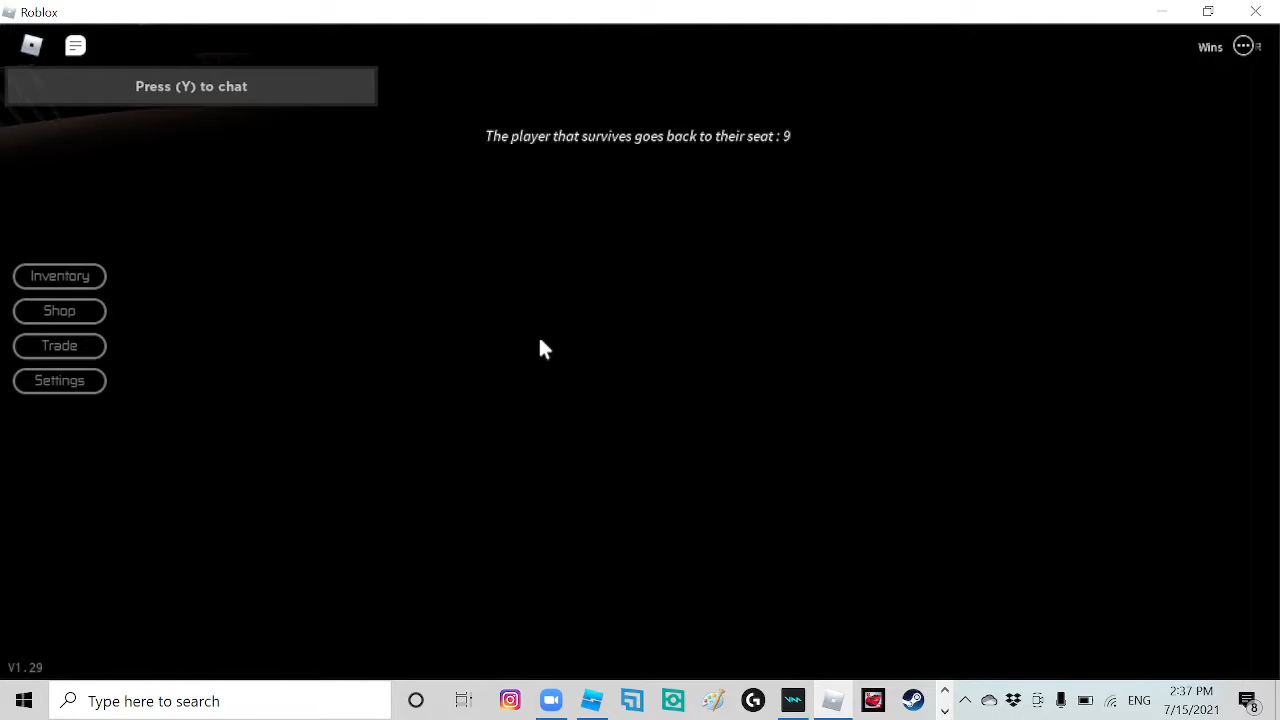 Roblox
Wins
Press (Y) to chat
The player that survives goes back to their seat : 9
Inventory
Shop
Trade
Settings
V1.29
Type here to search
ENG
2:37 PM
7/15/2021
8